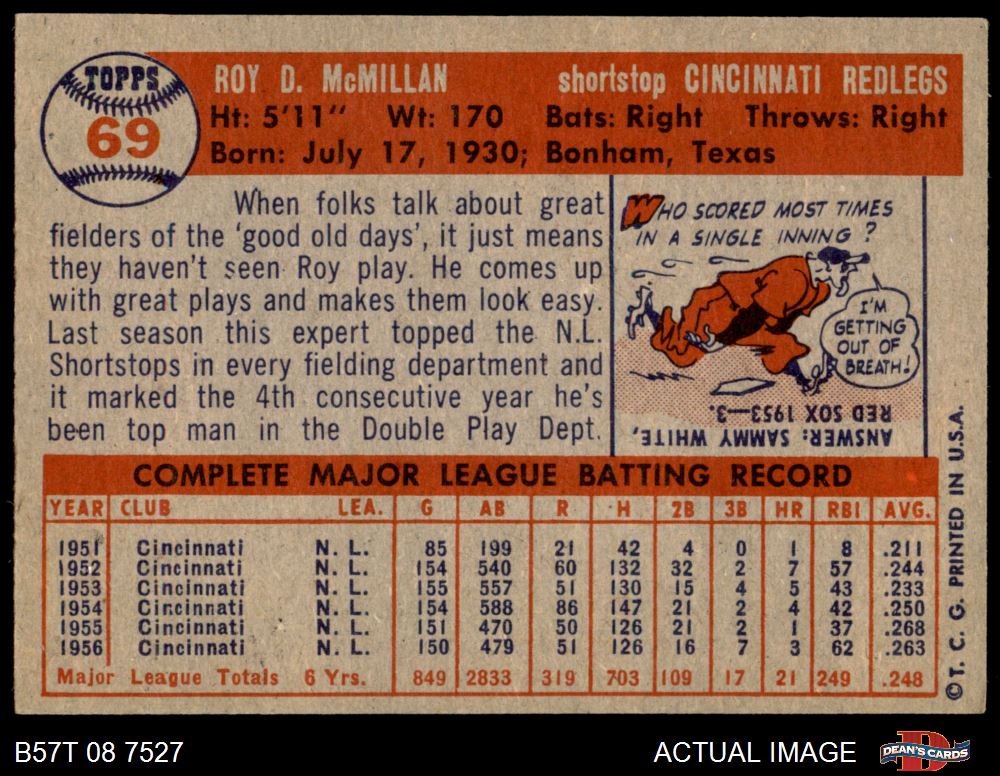 TOPPS
69
ROY D. McMILLAN shortstop CINCINNATI REDLEGS
Ht: 5'11" Wt: 170 Bats: Right Throws: Right
Born: July 17, 1930; Bonham, Texas
When folks talk about great
fielders of the 'good old days', it just means
they haven't seen Roy play. He comes up
with great plays and makes them look easy.
Last season this expert topped the N.L.
Shortstops in every fielding department and
it marked the 4th consecutive year he's
been top man in the Double Play Dept.
WHO SCORED MOST TIMES
IN A SINGLE INNING?
I'M
GETTING
OUT OF
BREATH!
ANSWER: SAMMY WHITE,
RED SOX 1953—3.
COMPLETE MAJOR LEAGUE BATTING RECORD
YEAR CLUB LEA. G AB R H 2B 3B HR RBI AVG.
1951 Cincinnati N. L. 85 199 21 42 4 0 1 8 .211
1952 Cincinnati N. L. 154 540 60 132 32 2 7 57 .244
1953 Cincinnati N. L. 155 557 51 130 15 4 5 43 .233
1954 Cincinnati N. L. 154 588 86 147 21 2 4 42 .250
1955 Cincinnati N. L. 151 470 50 126 21 2 1 37 .268
1956 Cincinnati N. L. 150 479 51 126 16 7 3 62 .263
Major League Totals 6 Yrs. 849 2833 319 703 109 17 21 249 .248
© T. C. G. PRINTED IN U.S.A.
B57T 08 7527 ACTUAL IMAGE
DEAN'S CARDS